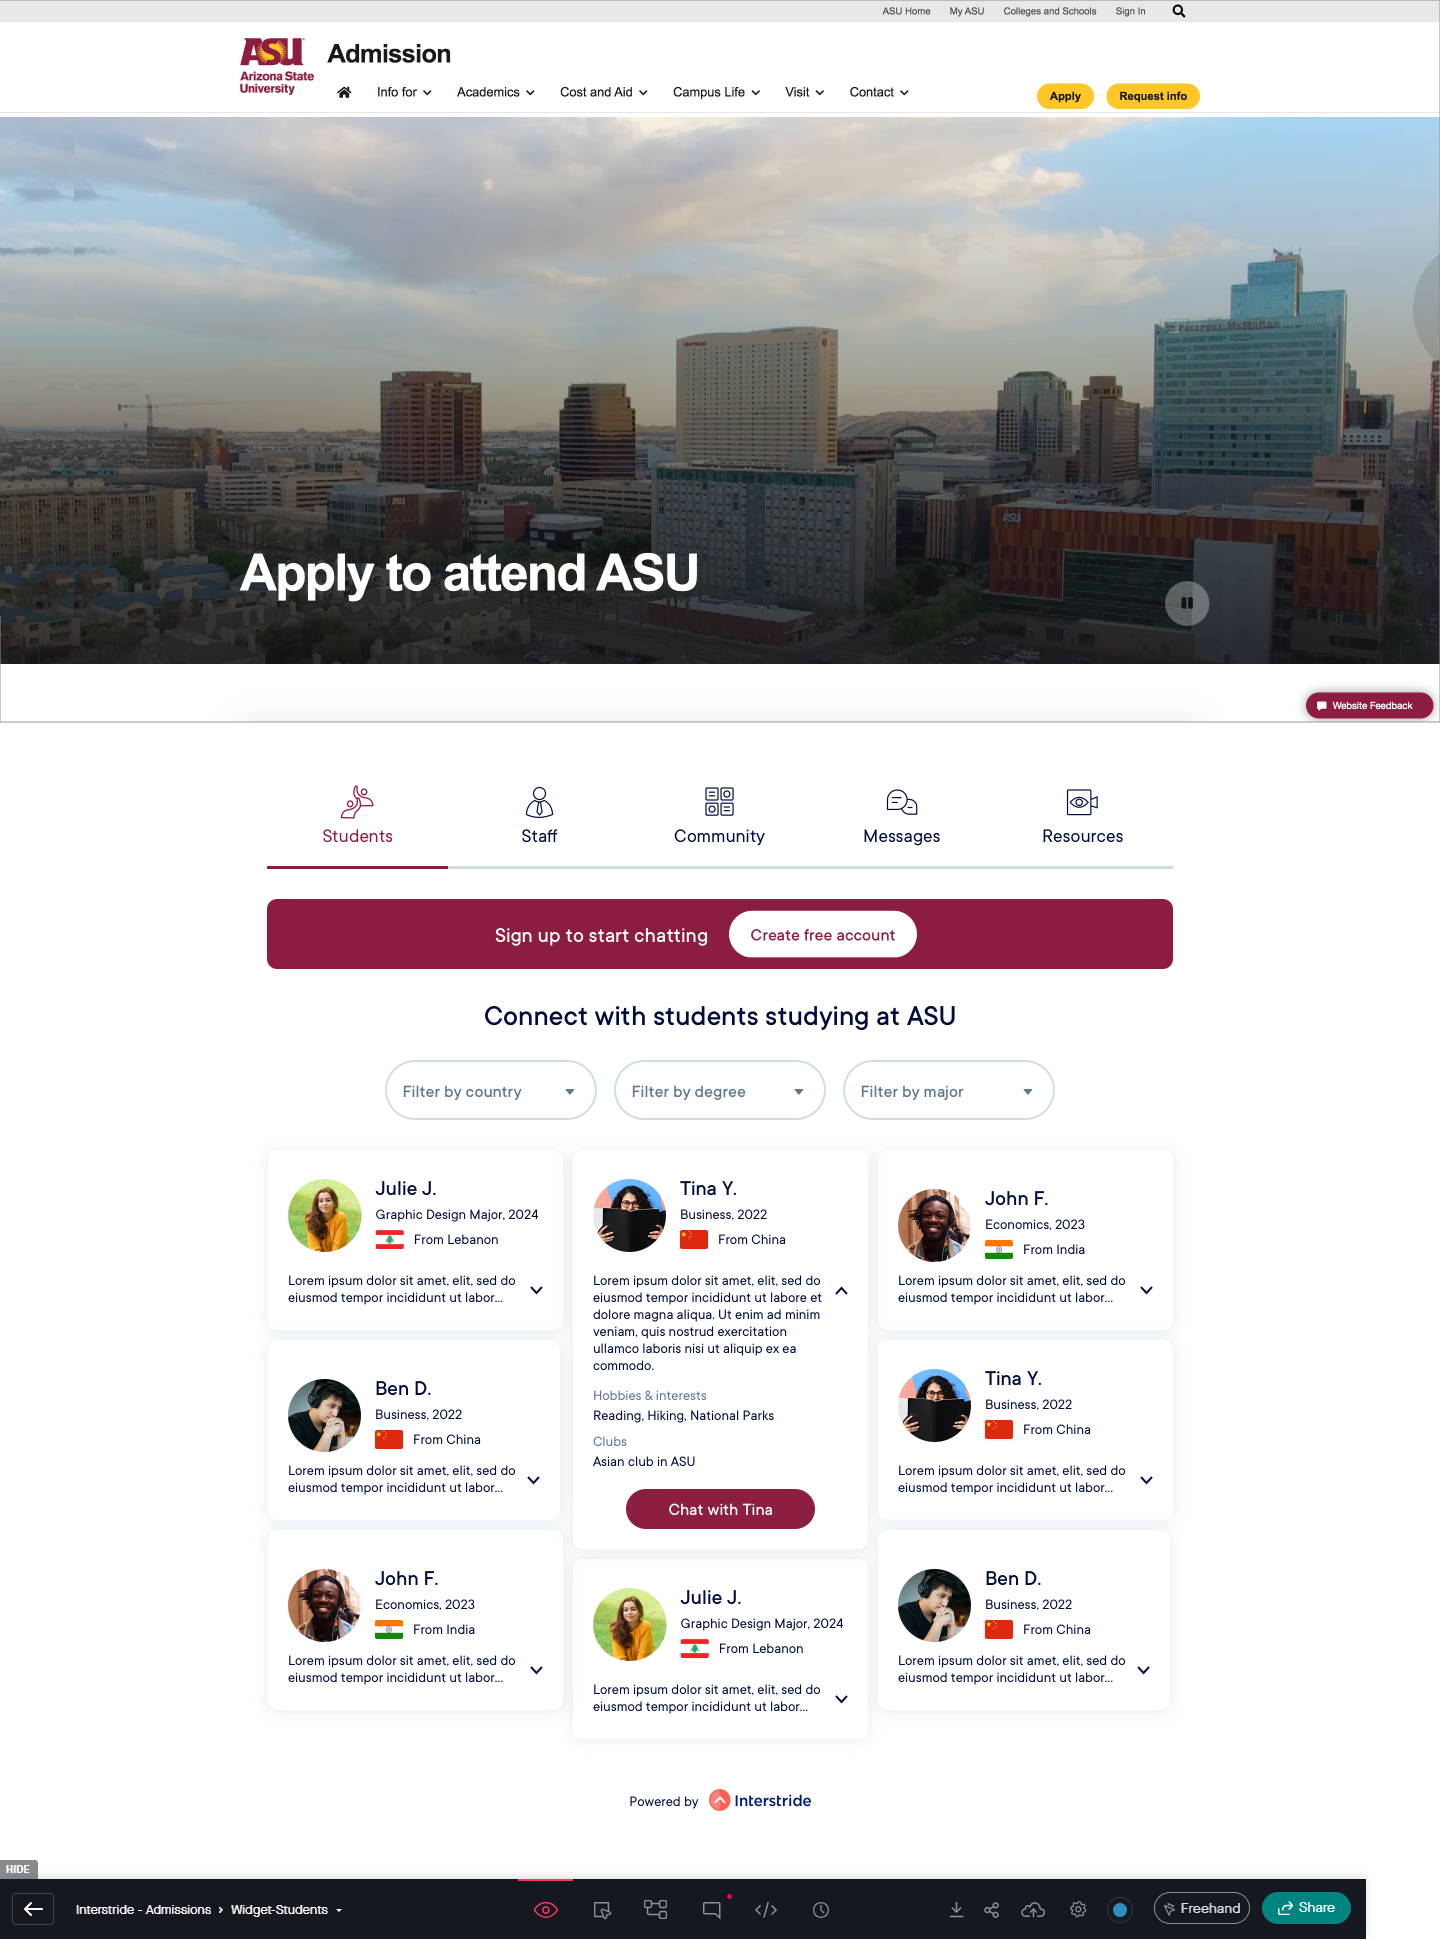 ASU Home My ASU Colleges and Schools Sign In
ASU
Arizona State
University
Admission
Info for Academics Cost and Aid Campus Life Visit Contact
Apply Request info
Sheraton
FREEPORT McMoRAN
ASU
Apply to attend ASU
Website Feedback
Students Staff Community Messages Resources
Sign up to start chatting Create free account
Connect with students studying at ASU
Filter by country Filter by degree Filter by major
Julie J.
Graphic Design Major, 2024
From Lebanon
Lorem ipsum dolor sit amet, elit, sed do
eiusmod tempor incididunt ut labor...
Tina Y.
Business, 2022
From China
Lorem ipsum dolor sit amet, elit, sed do
eiusmod tempor incididunt ut labore et
dolore magna aliqua. Ut enim ad minim
veniam, quis nostrud exercitation
ullamco laboris nisi ut aliquip ex ea
commodo.
Hobbies & interests
Reading, Hiking, National Parks
Clubs
Asian club in ASU
Chat with Tina
John F.
Economics, 2023
From India
Lorem ipsum dolor sit amet, elit, sed do
eiusmod tempor incididunt ut labor...
Ben D.
Business, 2022
From China
Lorem ipsum dolor sit amet, elit, sed do
eiusmod tempor incididunt ut labor...
Tina Y.
Business, 2022
From China
Lorem ipsum dolor sit amet, elit, sed do
eiusmod tempor incididunt ut labor...
John F.
Economics, 2023
From India
Lorem ipsum dolor sit amet, elit, sed do
eiusmod tempor incididunt ut labor...
Julie J.
Graphic Design Major, 2024
From Lebanon
Lorem ipsum dolor sit amet, elit, sed do
eiusmod tempor incididunt ut labor...
Ben D.
Business, 2022
From China
Lorem ipsum dolor sit amet, elit, sed do
eiusmod tempor incididunt ut labor...
Powered by Interstride
HIDE
Interstride - Admissions › Widget-Students Freehand Share